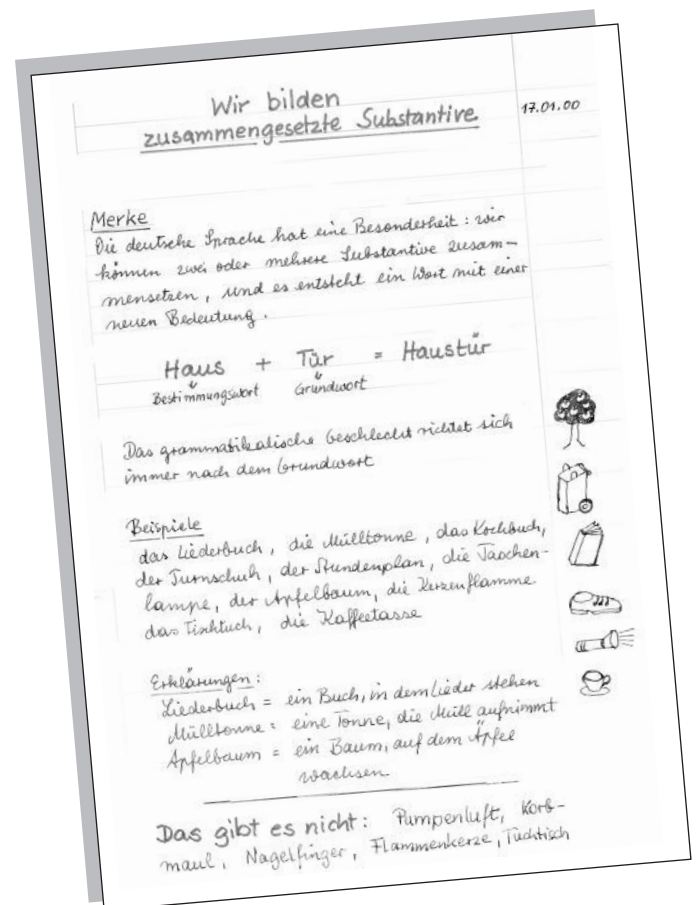 Wir bilden
zusammengesetzte Substantive
17.01.00
Merke
Die deutsche Sprache hat eine Besonderheit: wir
können zwei oder mehrere Substantive zusam-
mensetzen, und es entsteht ein Wort mit einer
neuen Bedeutung.
Haus + Tür = Haustür
Bestimmungswort Grundwort
Das grammatikalische Geschlecht richtet sich
immer nach dem Grundwort
Beispiele
das Liederbuch, die Mülltonne, das Kochbuch,
der Turnschuh, der Stundenplan, die Taschen-
lampe, der Apfelbaum, die Kerzenflamme
das Tischtuch, die Kaffeetasse
Erklärungen:
Liederbuch = ein Buch, in dem Lieder stehen
Mülltonne = eine Tonne, die Müll aufnimmt
Apfelbaum = ein Baum, auf dem Äpfel
wachsen
Das gibt es nicht: Pumpenluft, Korb-
maul, Nagelfinger, Flammenkerze, Tuchtisch